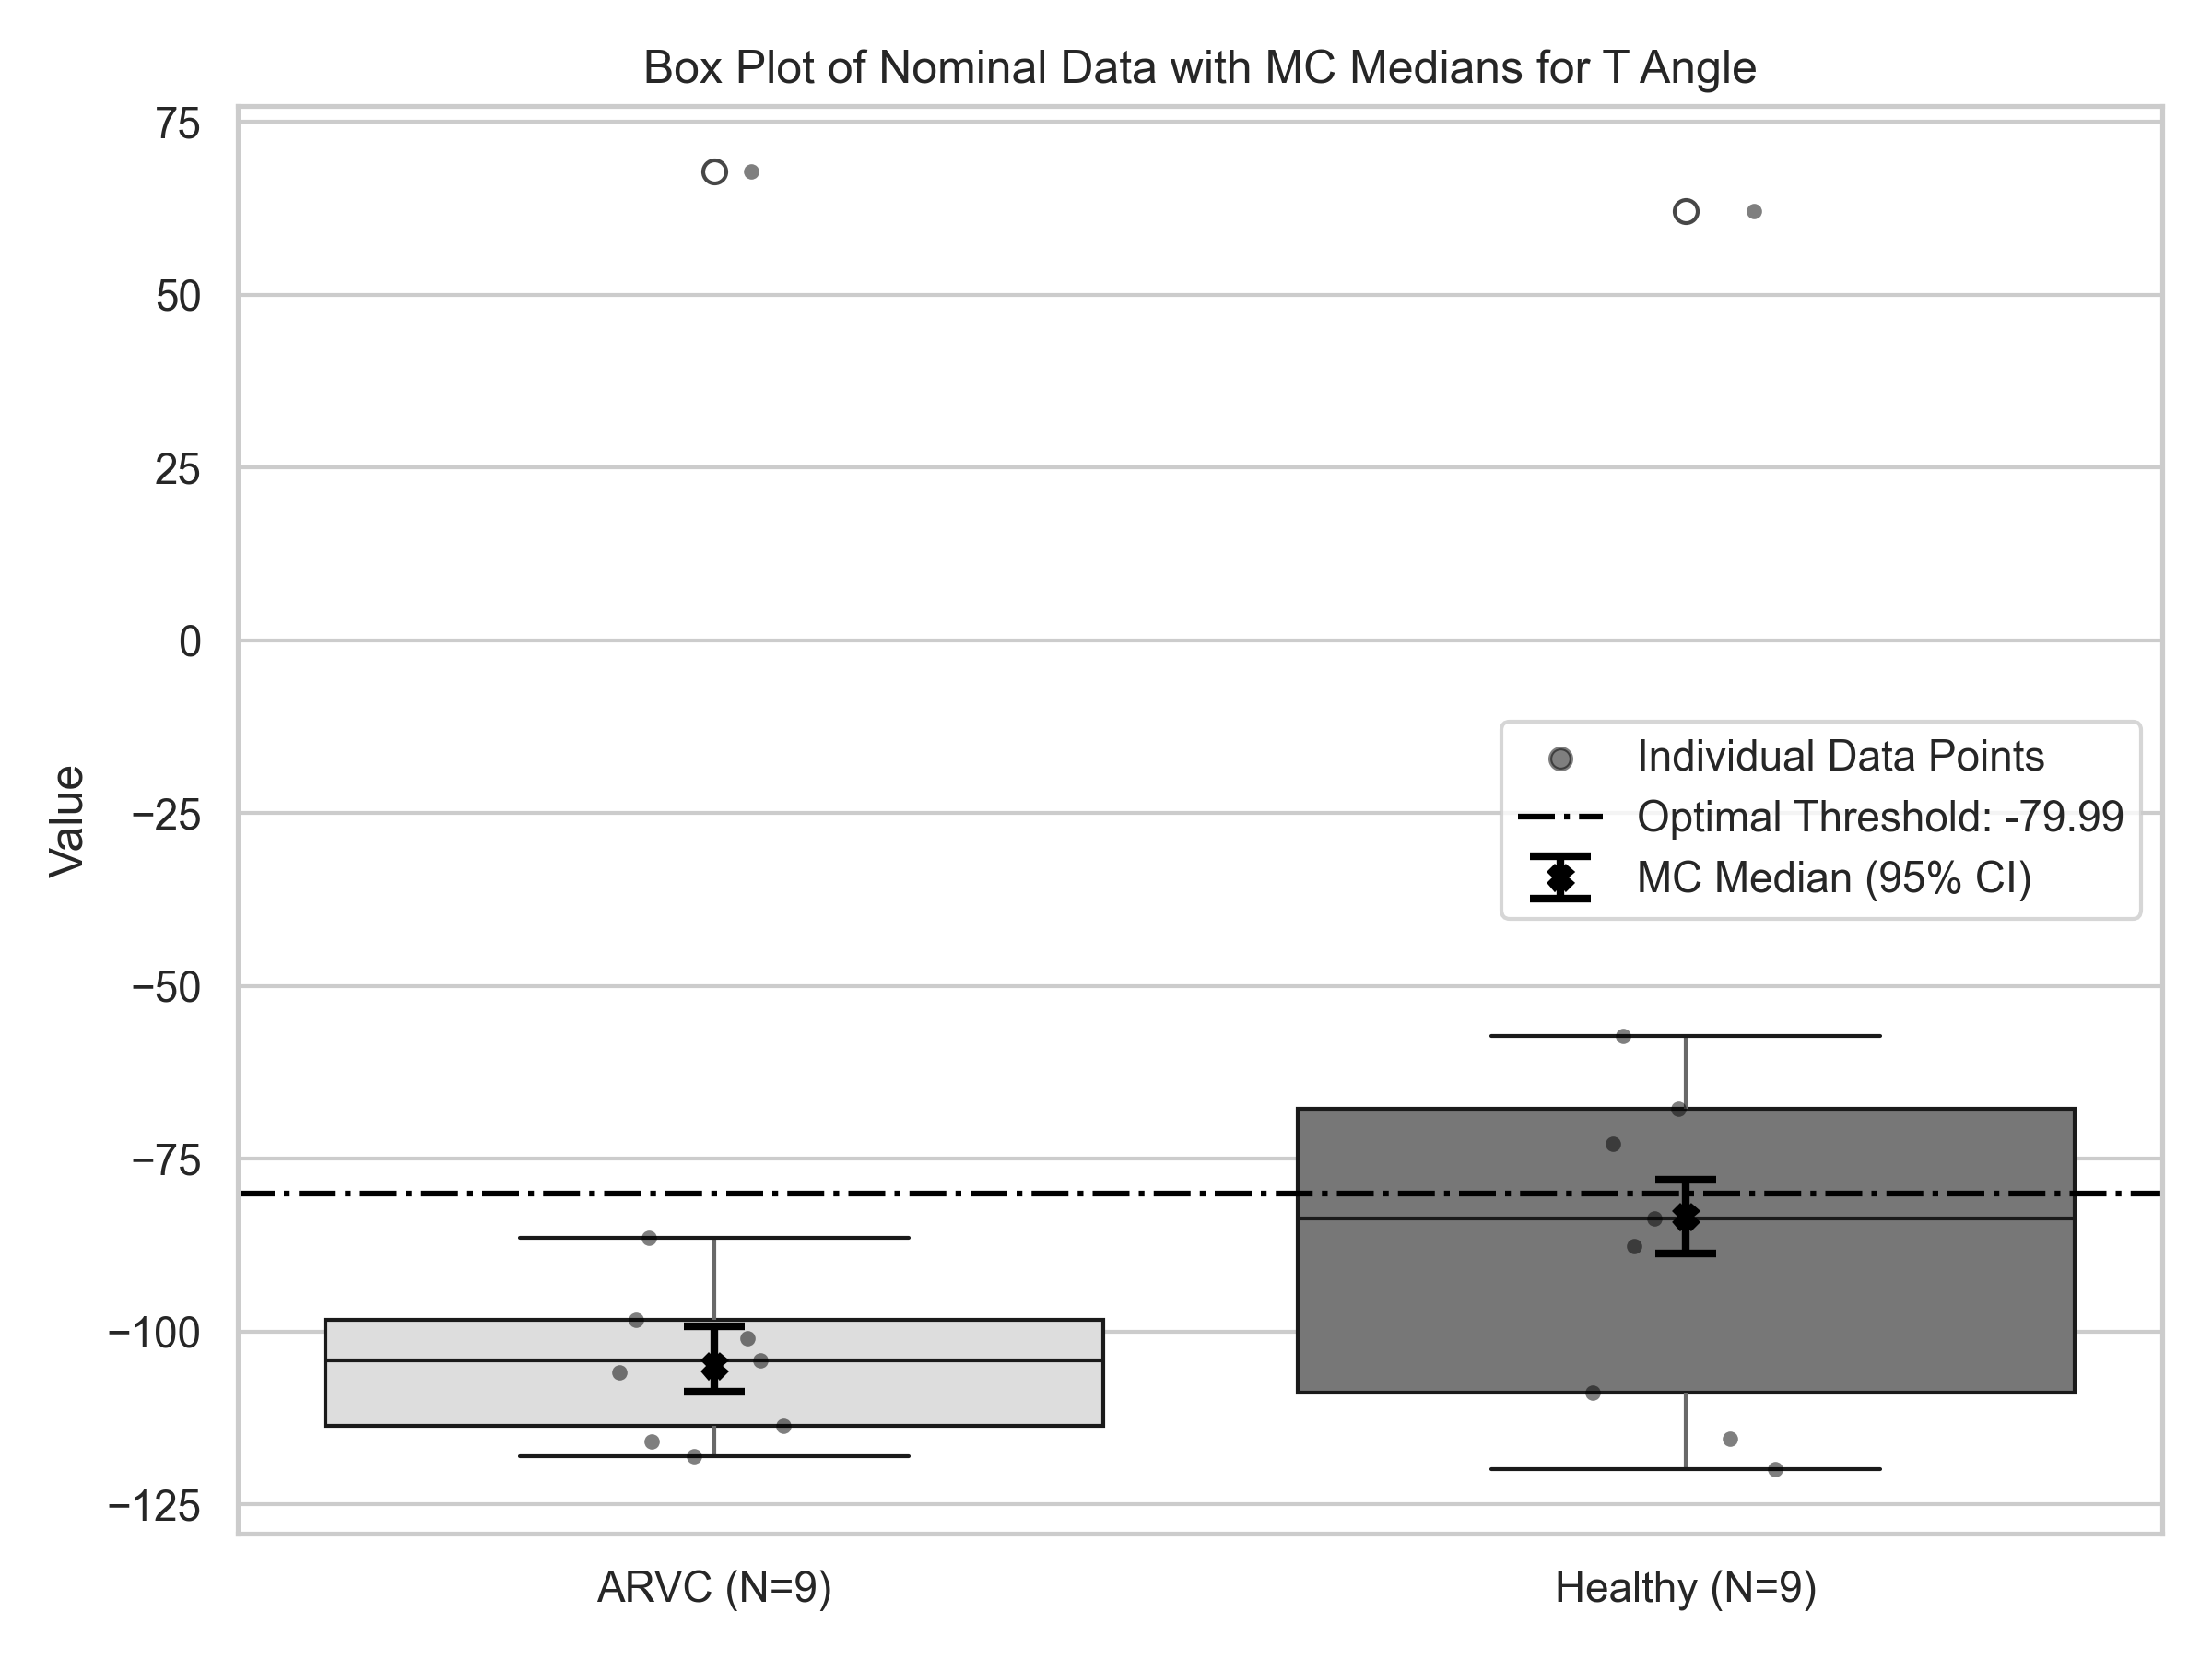 Box Plot of Nominal Data with MC Medians for T Angle
75
50
25
0
−25
−50
−75
−100
−125
Value
Individual Data Points
Optimal Threshold: -79.99
MC Median (95% CI)
ARVC (N=9)
Healthy (N=9)